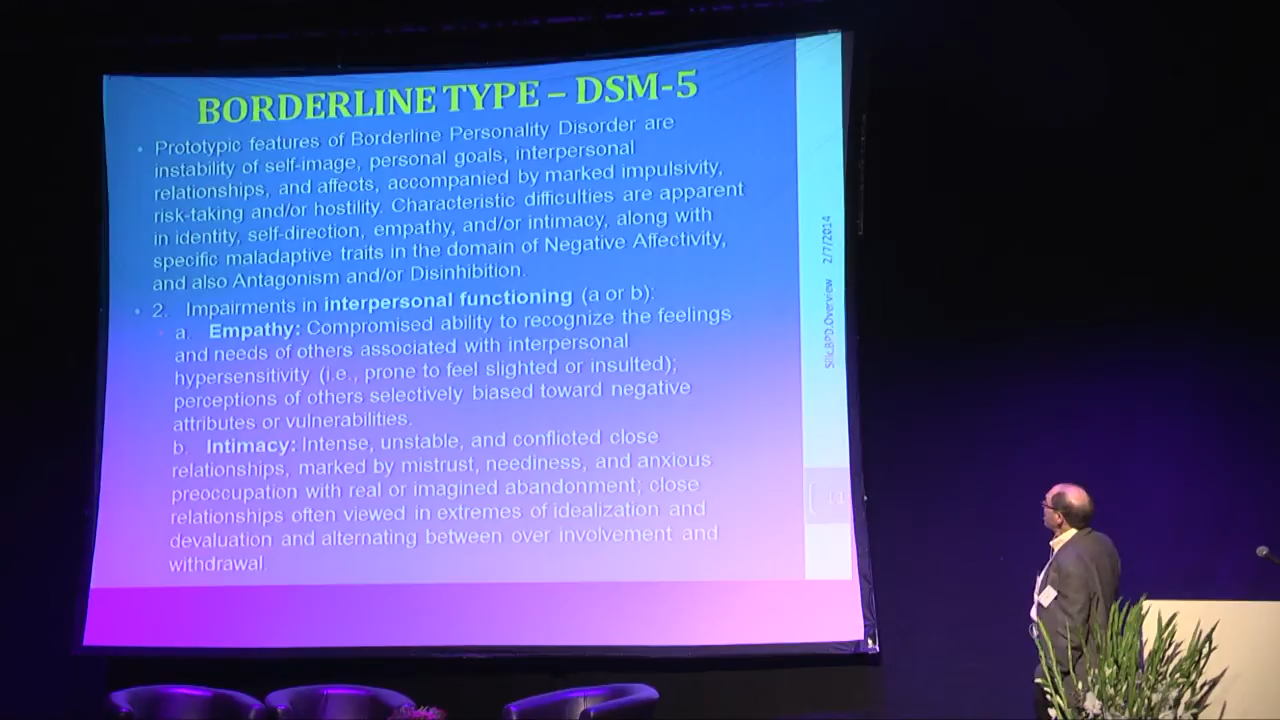 BORDERLINE TYPE – DSM-5
• Prototypic features of Borderline Personality Disorder are
instability of self-image, personal goals, interpersonal
relationships, and affects, accompanied by marked impulsivity,
risk-taking and/or hostility. Characteristic difficulties are apparent
in identity, self-direction, empathy, and/or intimacy, along with
specific maladaptive traits in the domain of Negative Affectivity,
and also Antagonism and/or Disinhibition.
• 2. Impairments in interpersonal functioning (a or b):
• a. Empathy: Compromised ability to recognize the feelings
and needs of others associated with interpersonal
hypersensitivity (i.e., prone to feel slighted or insulted);
perceptions of others selectively biased toward negative
attributes or vulnerabilities.
b. Intimacy: Intense, unstable, and conflicted close
relationships, marked by mistrust, neediness, and anxious
preoccupation with real or imagined abandonment; close
relationships often viewed in extremes of idealization and
devaluation and alternating between over involvement and
withdrawal.
Silk.BPD.Overview 2/7/2014